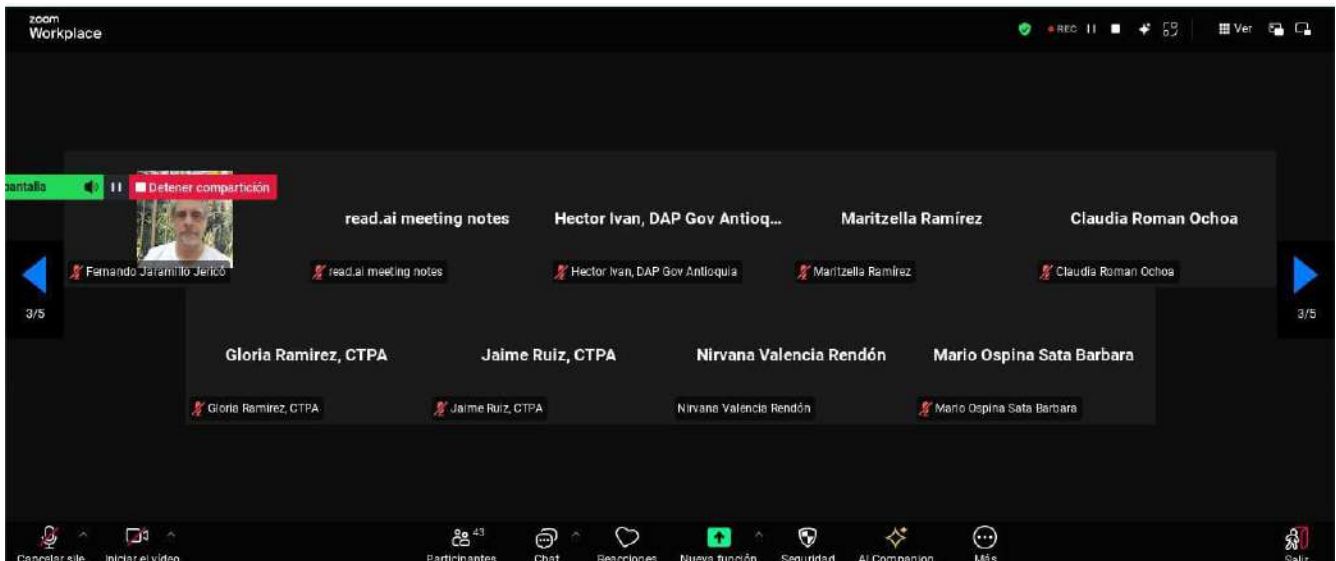 zoom
Workplace
REC
Ver
pantalla
Detener compartición
read.ai meeting notes
Hector Ivan, DAP Gov Antioq...
Maritzella Ramírez
Claudia Roman Ochoa
Fernando Jaramillo Jericó
read.ai meeting notes
Hector Ivan, DAP Gov Antioquia
Maritzella Ramírez
Claudia Roman Ochoa
3/5
3/5
Gloria Ramirez, CTPA
Jaime Ruiz, CTPA
Nirvana Valencia Rendón
Mario Ospina Sata Barbara
Gloria Ramirez, CTPA
Jaime Ruiz, CTPA
Nirvana Valencia Rendón
Mario Ospina Sata Barbara
43
Cancelar sile
Iniciar el vídeo
Participantes
Chat
Reacciones
Nueva función
Seguridad
AI Companion
Más
Salir